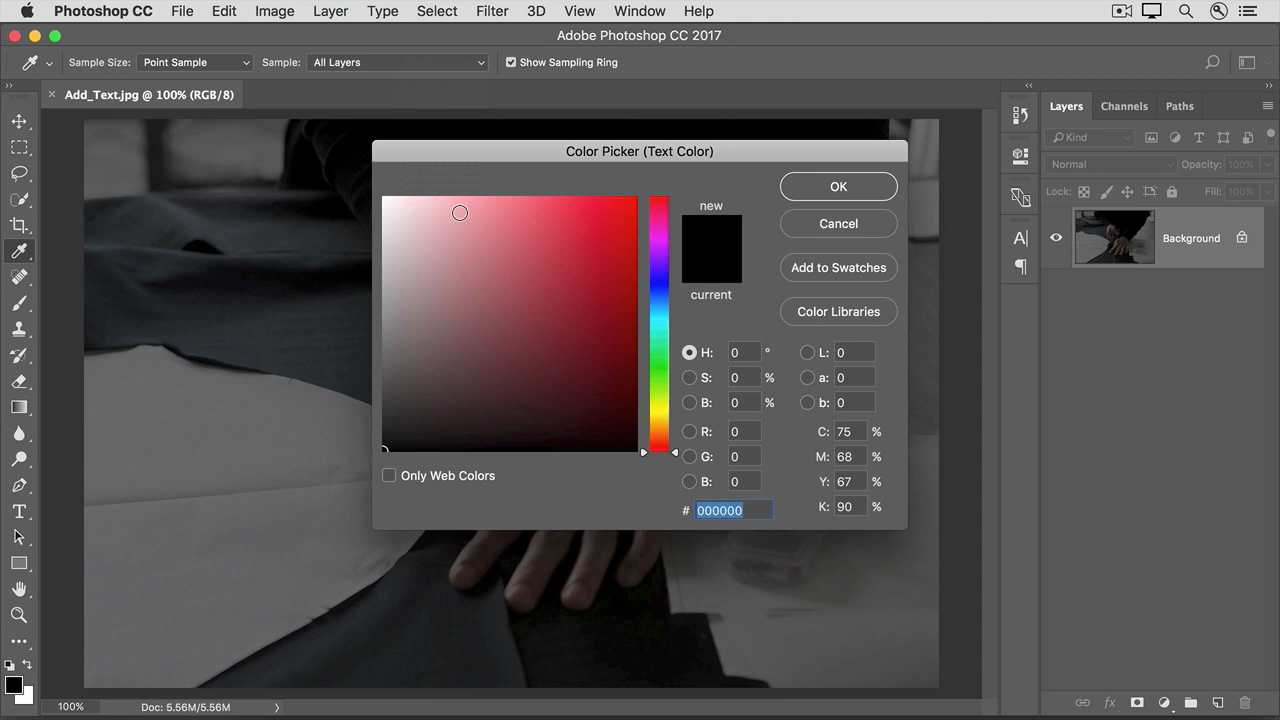 Photoshop CC File Edit Image Layer Type Select Filter 3D View Window Help
Adobe Photoshop CC 2017
Sample Size: Point Sample Sample: All Layers Show Sampling Ring
× Add_Text.jpg @ 100% (RGB/8)
Layers Channels Paths
Kind
Normal Opacity: 100%
Lock: Fill: 100%
Background
Color Picker (Text Color)
new
current
OK
Cancel
Add to Swatches
Color Libraries
H: 0 °
S: 0 %
B: 0 %
R: 0
G: 0
B: 0
# 000000
L: 0
a: 0
b: 0
C: 75 %
M: 68 %
Y: 67 %
K: 90 %
Only Web Colors
100% Doc: 5.56M/5.56M